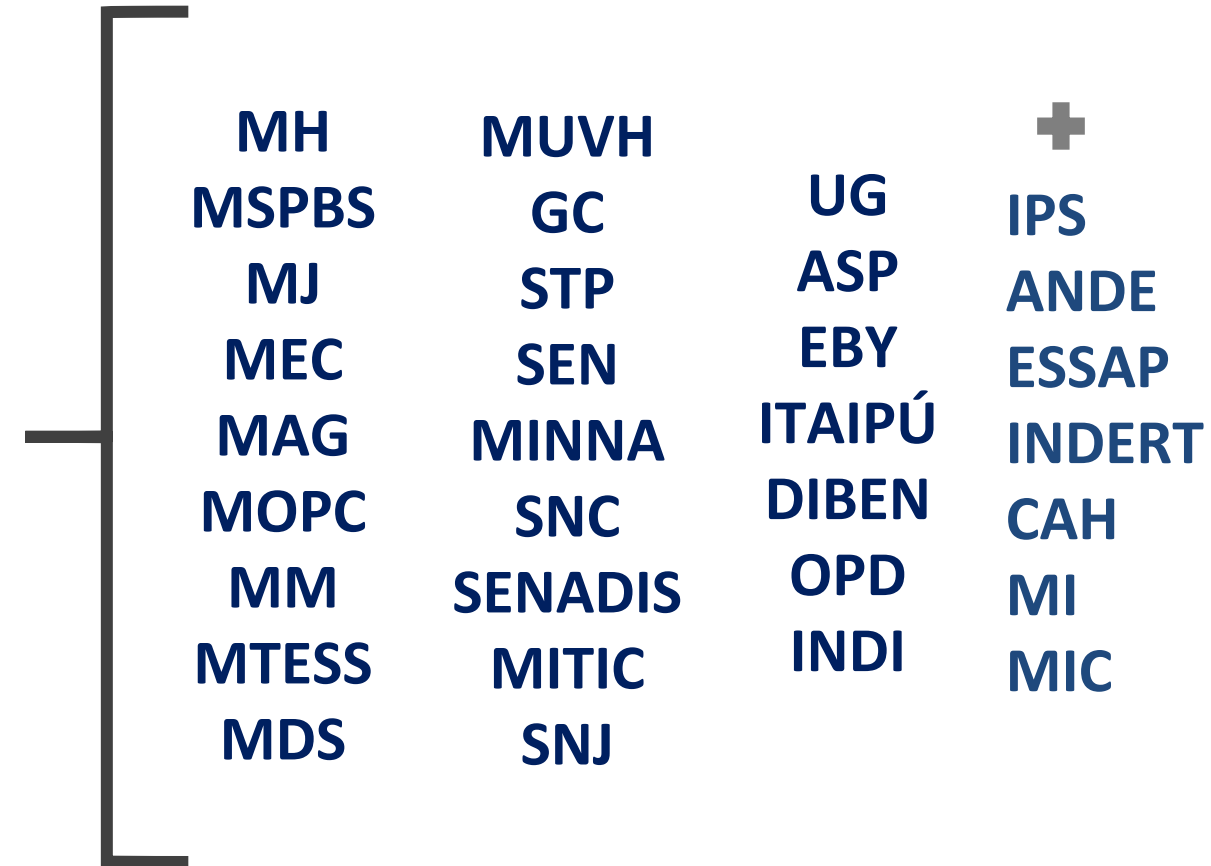 MH
MSPBS
MJ
MEC
MAG
MOPC
MM
MTESS
MDS
MUVH
GC
STP
SEN
MINNA
SNC
SENADIS
MITIC
SNJ
UG
ASP
EBY
ITAIPÚ
DIBEN
OPD
INDI
IPS
ANDE
ESSAP
INDERT
CAH
MI
MIC